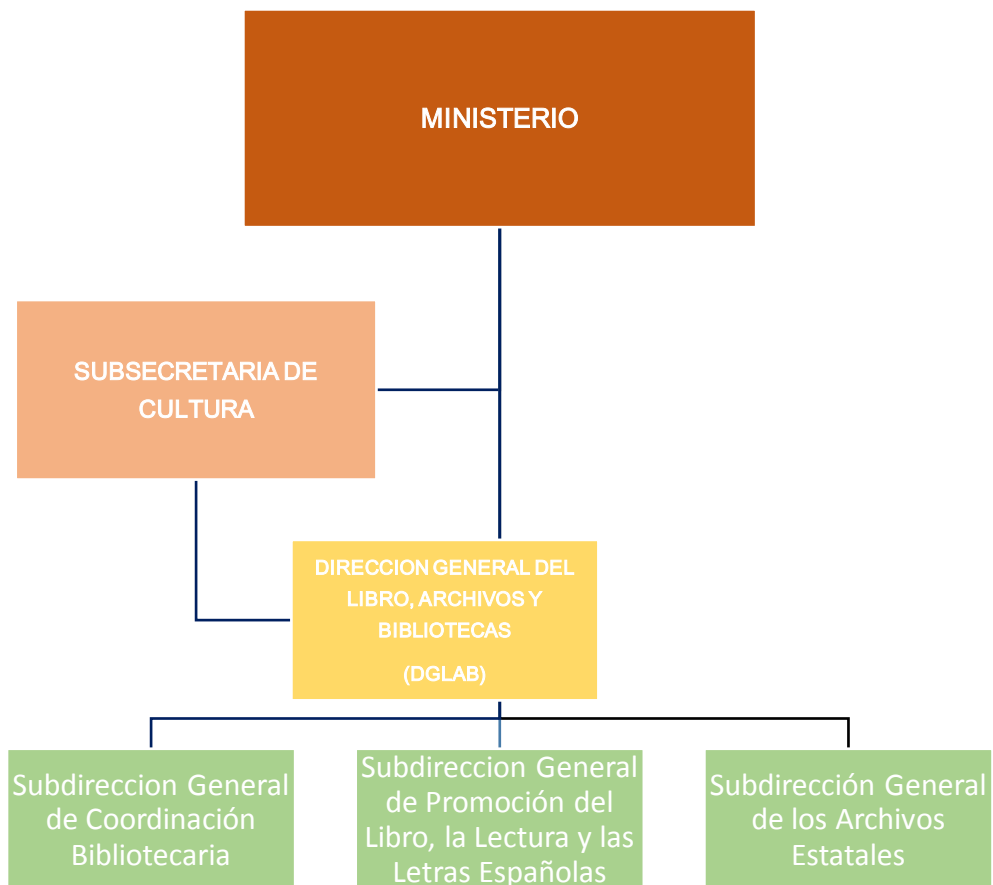 MINISTERIO
SUBSECRETARIA DE
CULTURA
DIRECCION GENERAL DEL
LIBRO, ARCHIVOS Y
BIBLIOTECAS
(DGLAB)
Subdireccion General
de Coordinación
Bibliotecaria
Subdireccion General
de Promoción del
Libro, la Lectura y las
Letras Españolas
Subdirección General
de los Archivos
Estatales